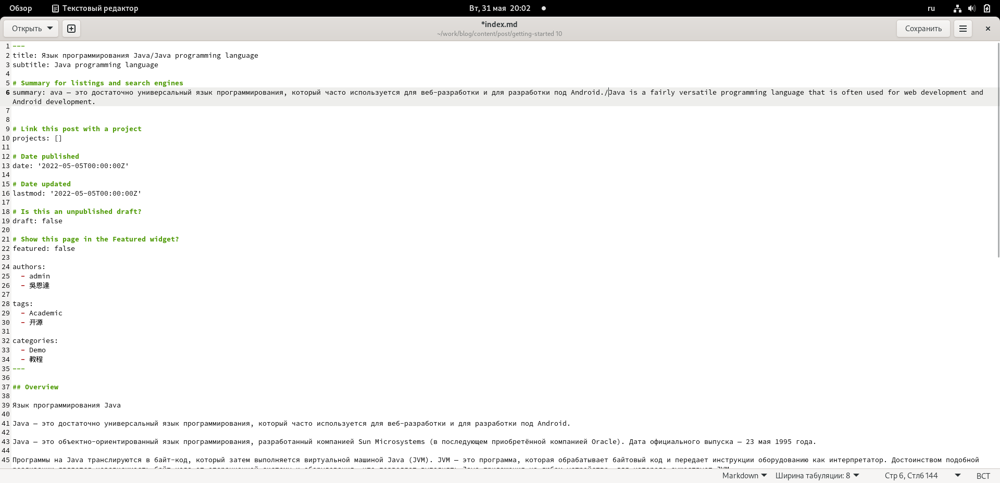 Обзор Текстовый редактор Вт, 31 мая 20:02 ru
Открыть *index.md Сохранить
~/work/blog/content/post/getting-started 10
1 ---
2 title: Язык программирования Java/Java programming language
3 subtitle: Java programming language
4
5 # Summary for listings and search engines
6 summary: ava – это достаточно универсальный язык программирования, который часто используется для веб-разработки и для разработки под Android./Java is a fairly versatile programming language that is often used for web development and
Android development.
7
8
9 # Link this post with a project
10 projects: []
11
12 # Date published
13 date: '2022-05-05T00:00:00Z'
14
15 # Date updated
16 lastmod: '2022-05-05T00:00:00Z'
17
18 # Is this an unpublished draft?
19 draft: false
20
21 # Show this page in the Featured widget?
22 featured: false
23
24 authors:
25 - admin
26 - 吳恩達
27
28 tags:
29 - Academic
30 - 开源
31
32 categories:
33 - Demo
34 - 教程
35 ---
36
37 ## Overview
38
39 Язык программирования Java
40
41 Java – это достаточно универсальный язык программирования, который часто используется для веб-разработки и для разработки под Android.
42
43 Java – это объектно-ориентированный язык программирования, разработанный компанией Sun Microsystems (в последующем приобретённой компанией Oracle). Дата официального выпуска – 23 мая 1995 года.
44
45 Программы на Java транслируются в байт-код, который затем выполняется виртуальной машиной Java (JVM). JVM – это программа, которая обрабатывает байтовый код и передает инструкции оборудованию как интерпретатор. Достоинством подобной
Markdown Ширина табуляции: 8 Стр 6, Стлб 144 ВСТ